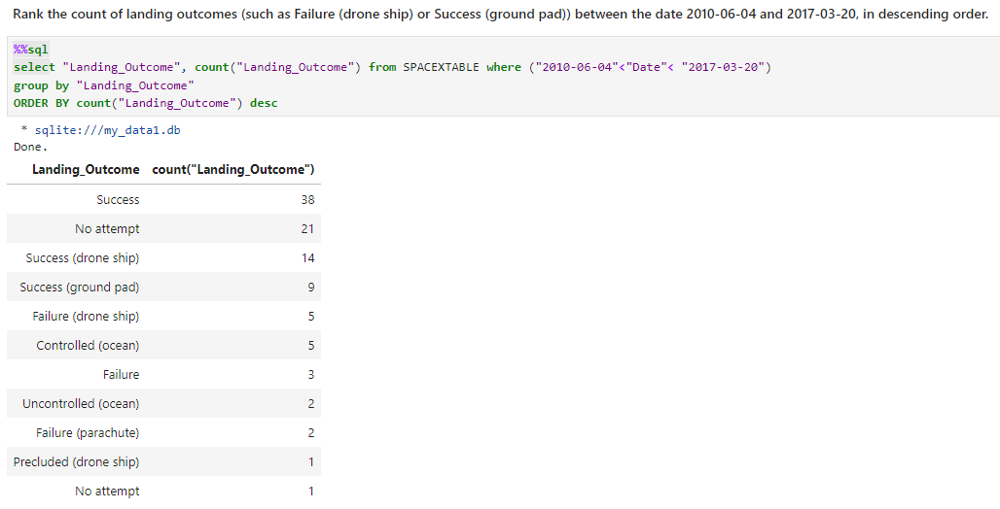 Rank the count of landing outcomes (such as Failure (drone ship) or Success (ground pad)) between the date 2010-06-04 and 2017-03-20, in descending order.
%%sql
select "Landing_Outcome", count("Landing_Outcome") from SPACEXTABLE where ("2010-06-04"<"Date"< "2017-03-20")
group by "Landing_Outcome"
ORDER BY count("Landing_Outcome") desc
* sqlite:///my_data1.db
Done.
Landing_Outcome count("Landing_Outcome")
Success 38
No attempt 21
Success (drone ship) 14
Success (ground pad) 9
Failure (drone ship) 5
Controlled (ocean) 5
Failure 3
Uncontrolled (ocean) 2
Failure (parachute) 2
Precluded (drone ship) 1
No attempt 1